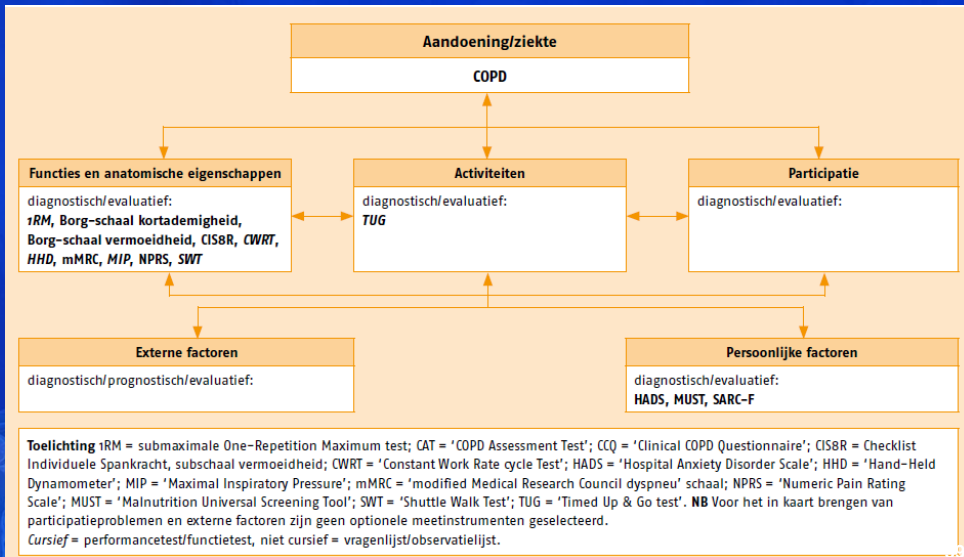 Aandoening/ziekte
COPD
Functies en anatomische eigenschappen
diagnostisch/evaluatief:
1RM, Borg-schaal kortademigheid,
Borg-schaal vermoeidheid, CIS8R, CWRT,
HHD, mMRC, MIP, NPRS, SWT
Activiteiten
diagnostisch/evaluatief:
TUG
Participatie
diagnostisch/evaluatief:
Externe factoren
diagnostisch/prognostisch/evaluatief:
Persoonlijke factoren
diagnostisch/evaluatief:
HADS, MUST, SARC-F
Toelichting 1RM = submaximale One-Repetition Maximum test; CAT = ‘COPD Assessment Test’; CCQ = ‘Clinical COPD Questionnaire’; CIS8R = Checklist
Individuele Spankracht, subschaal vermoeidheid; CWRT = ‘Constant Work Rate cycle Test’; HADS = ‘Hospital Anxiety Disorder Scale’; HHD = ‘Hand-Held
Dynamometer’; MIP = ‘Maximal Inspiratory Pressure’; mMRC = ‘modified Medical Research Council dyspneu’ schaal; NPRS = ‘Numeric Pain Rating
Scale’; MUST = ‘Malnutrition Universal Screening Tool’; SWT = ‘Shuttle Walk Test’; TUG = ‘Timed Up & Go test’. NB Voor het in kaart brengen van
participatieproblemen en externe factoren zijn geen optionele meetinstrumenten geselecteerd.
Cursief = performancetest/functietest, niet cursief = vragenlijst/observatielijst.